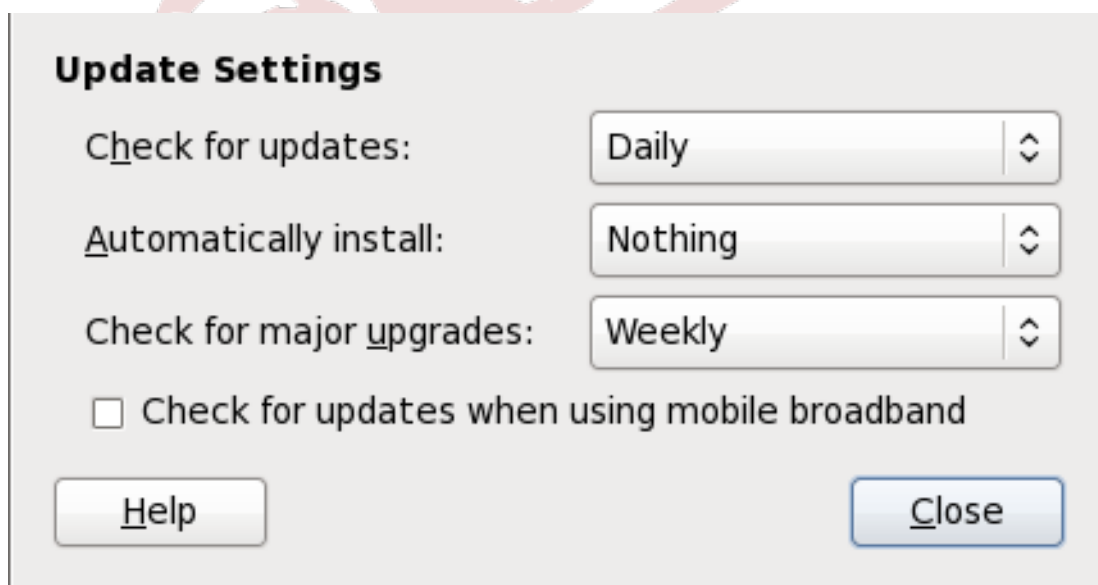 Update Settings
Check for updates: Daily
Automatically install: Nothing
Check for major upgrades: Weekly
Check for updates when using mobile broadband
Help Close